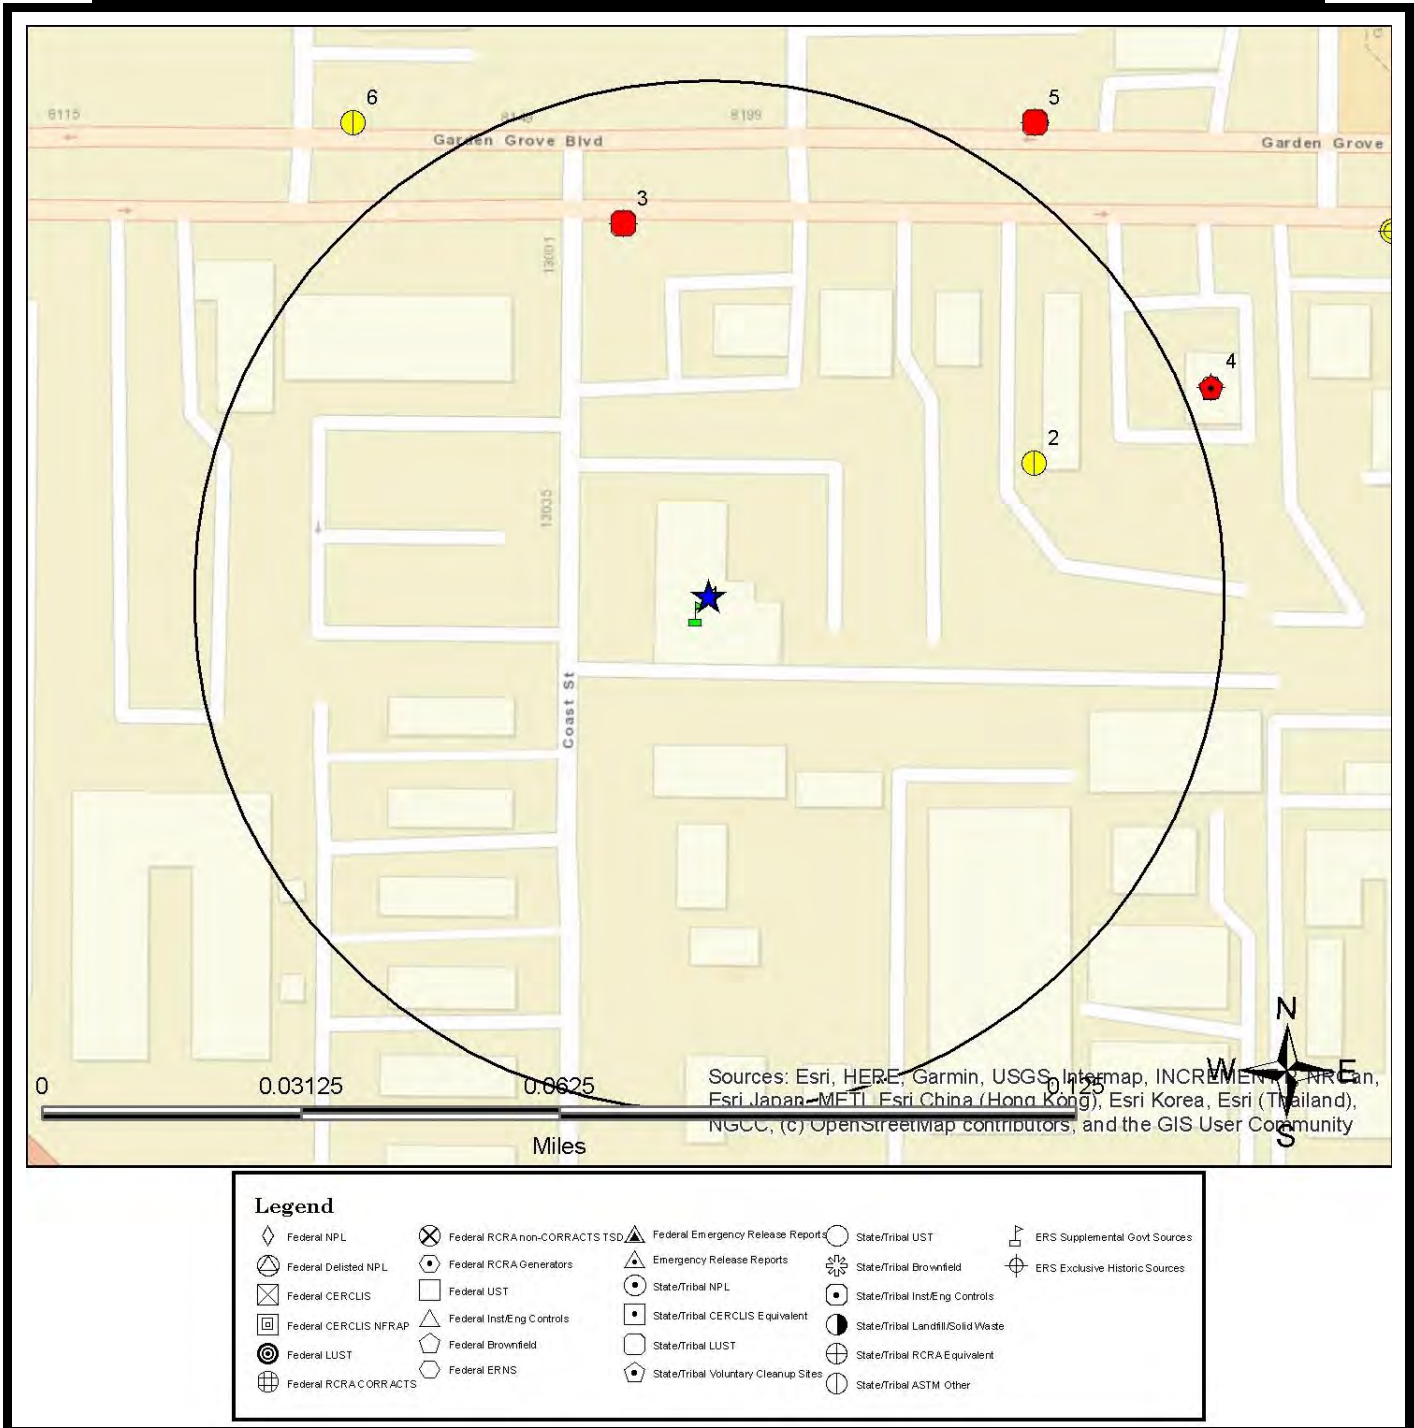 6
5
6115
8199
Garden Grove Blvd
Garden Grove
3
13001
4
2
13035
Coast St
N
W E
S
0 0.03125 0.0625 0.125
Miles
Sources: Esri, HERE, Garmin, USGS, Intermap, INCREMENT P, NRCan,
Esri Japan, METI, Esri China (Hong Kong), Esri Korea, Esri (Thailand),
NGCC, (c) OpenStreetMap contributors, and the GIS User Community
Legend
Federal NPL
Federal Delisted NPL
Federal CERCLIS
Federal CERCLIS NFRAP
Federal LUST
Federal RCRA CORRACTS
Federal RCRA non-CORRACTS TSD
Federal RCRA Generators
Federal UST
Federal Inst/Eng Controls
Federal Brownfield
Federal ERNS
Federal Emergency Release Reports
Emergency Release Reports
State/Tribal NPL
State/Tribal CERCLIS Equivalent
State/Tribal LUST
State/Tribal Voluntary Cleanup Sites
State/Tribal UST
State/Tribal Brownfield
State/Tribal Inst/Eng Controls
State/Tribal Landfill/Solid Waste
State/Tribal RCRA Equivalent
State/Tribal ASTM Other
ERS Supplemental Govt Sources
ERS Exclusive Historic Sources